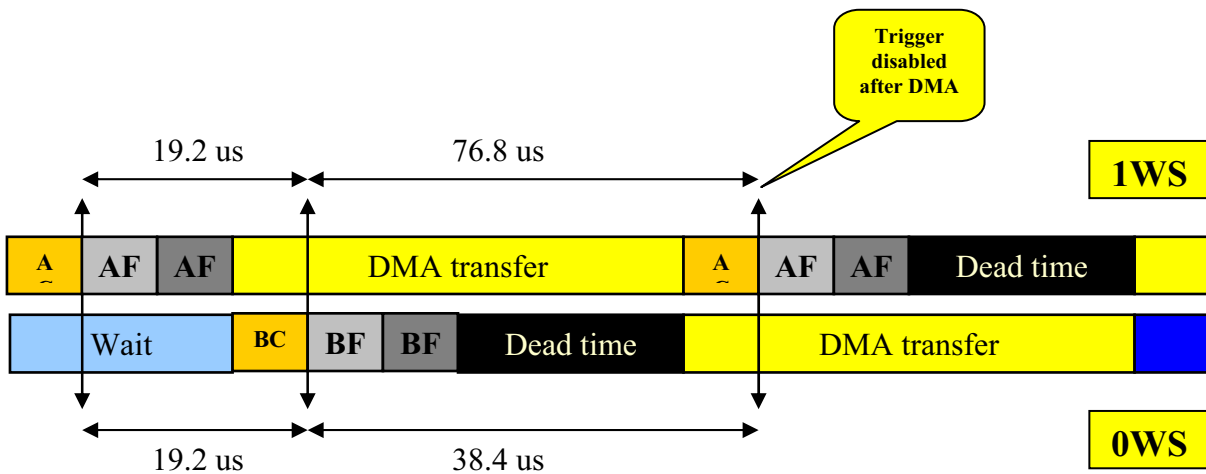 Trigger
disabled
after DMA
19.2 us 76.8 us
1WS
A AF AF DMA transfer A AF AF Dead time
Wait BC BF BF Dead time DMA transfer
0WS
19.2 us 38.4 us